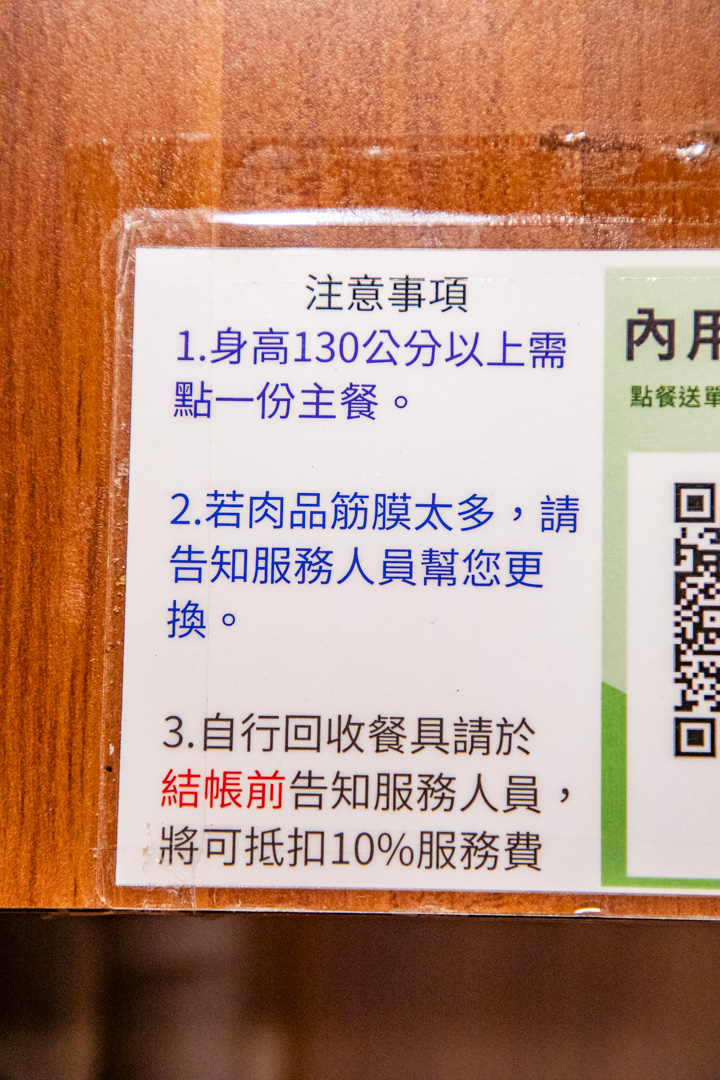 注意事項
1.身高130公分以上需
點一份主餐。
2.若肉品筋膜太多，請
告知服務人員幫您更
換。
3.自行回收餐具請於
結帳前告知服務人員，
將可抵扣10%服務費
內用
點餐送單